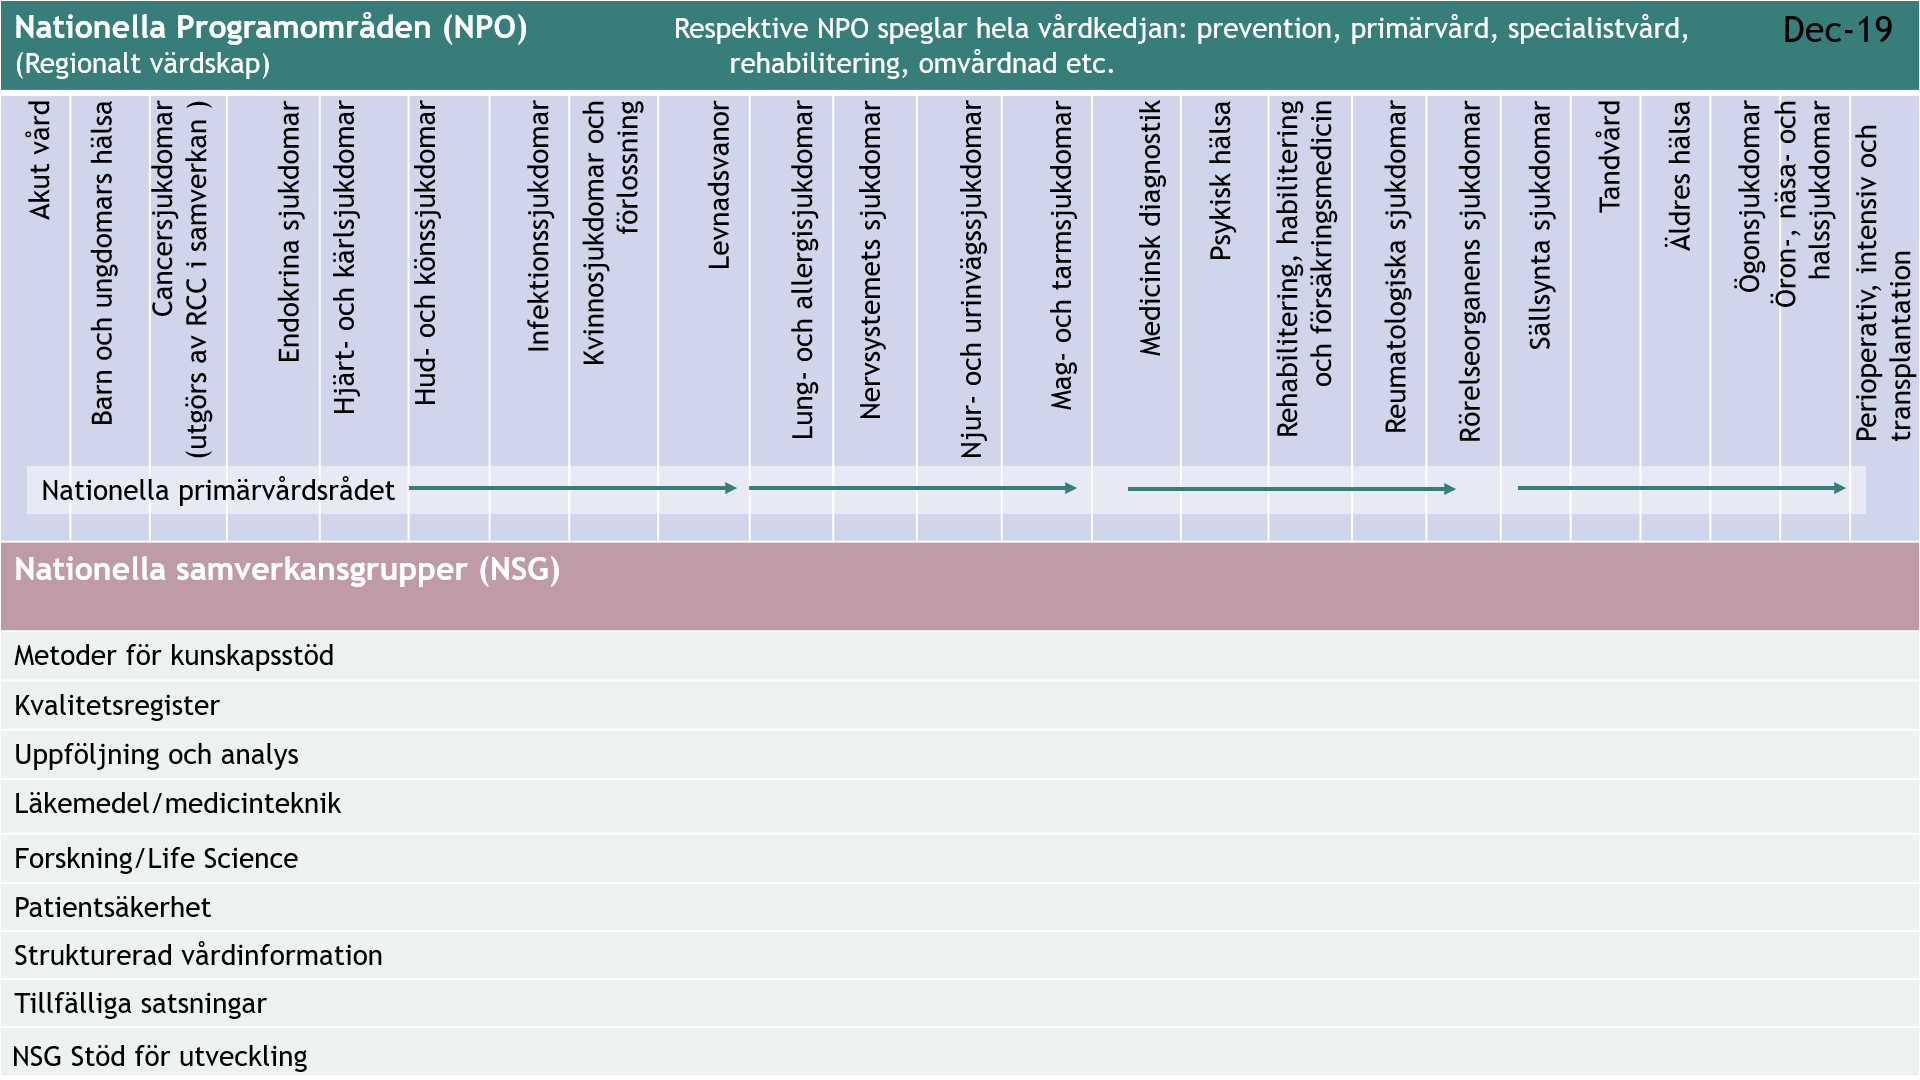 Nationella Programområden (NPO)
(Regionalt värdskap)
Respektive NPO speglar hela vårdkedjan: prevention, primärvård, specialistvård,
rehabilitering, omvårdnad etc.
Dec-19
Akut vård
Barn och ungdomars hälsa
Cancersjukdomar
(utgörs av RCC i samverkan )
Endokrina sjukdomar
Hjärt- och kärlsjukdomar
Hud- och könssjukdomar
Infektionssjukdomar
Kvinnosjukdomar och
förlossning
Levnadsvanor
Lung- och allergisjukdomar
Nervsystemets sjukdomar
Njur- och urinvägssjukdomar
Mag- och tarmsjukdomar
Medicinsk diagnostik
Psykisk hälsa
Rehabilitering, habilitering
och försäkringsmedicin
Reumatologiska sjukdomar
Rörelseorganens sjukdomar
Sällsynta sjukdomar
Tandvård
Äldres hälsa
Ögonsjukdomar
Öron-, näsa- och
halssjukdomar
Perioperativ, intensiv och
transplantation
Nationella primärvårdsrådet
Nationella samverkansgrupper (NSG)
Metoder för kunskapsstöd
Kvalitetsregister
Uppföljning och analys
Läkemedel/medicinteknik
Forskning/Life Science
Patientsäkerhet
Strukturerad vårdinformation
Tillfälliga satsningar
NSG Stöd för utveckling